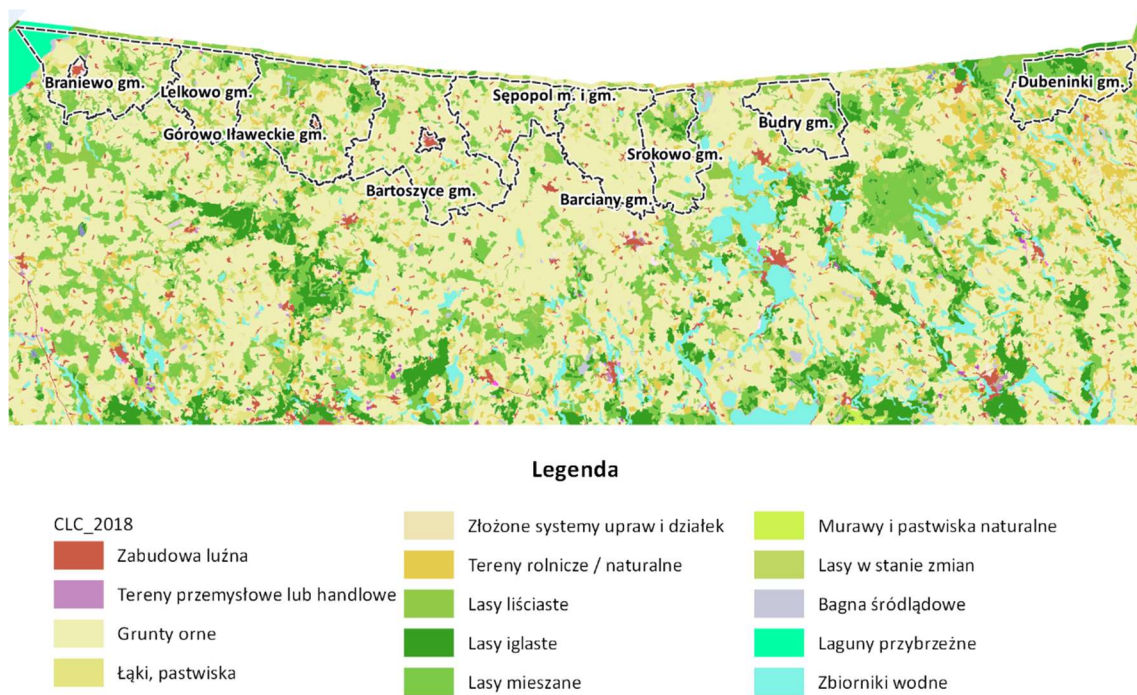 Braniewo gm.
Lelkowo gm.
Górowo Iławeckie gm.
Bartoszyce gm.
Sępopol m. i gm.
Barciany gm.
Srokowo gm.
Budry gm.
Dubeninki gm.
Legenda
CLC_2018
Zabudowa luźna
Tereny przemysłowe lub handlowe
Grunty orne
Łąki, pastwiska
Złożone systemy upraw i działek
Tereny rolnicze / naturalne
Lasy liściaste
Lasy iglaste
Lasy mieszane
Murawy i pastwiska naturalne
Lasy w stanie zmian
Bagna śródlądowe
Laguny przybrzeżne
Zbiorniki wodne